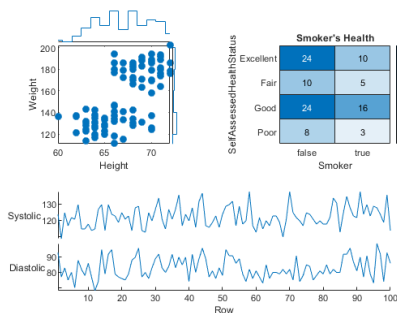 200
180
160
140
120
Weight
60
65
70
Height
Smoker's Health
SelfAssessedHealthStatus
Excellent 24 10
Fair 10 5
Good 24 16
Poor 8 3
false true
Smoker
Systolic
130
120
Diastolic
90
80
10 20 30 40 50 60 70 80 90 100
Row